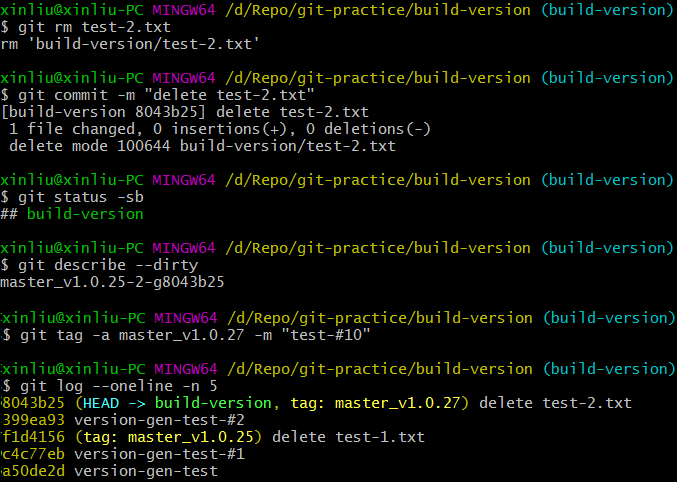 xinliu@xinliu-PC MINGW64 /d/Repo/git-practice/build-version (build-version)
$ git rm test-2.txt
rm 'build-version/test-2.txt'
xinliu@xinliu-PC MINGW64 /d/Repo/git-practice/build-version (build-version)
$ git commit -m "delete test-2.txt"
[build-version 8043b25] delete test-2.txt
1 file changed, 0 insertions(+), 0 deletions(-)
delete mode 100644 build-version/test-2.txt
xinliu@xinliu-PC MINGW64 /d/Repo/git-practice/build-version (build-version)
$ git status -sb
## build-version
xinliu@xinliu-PC MINGW64 /d/Repo/git-practice/build-version (build-version)
$ git describe --dirty
master_v1.0.25-2-g8043b25
xinliu@xinliu-PC MINGW64 /d/Repo/git-practice/build-version (build-version)
$ git tag -a master_v1.0.27 -m "test-#10"
xinliu@xinliu-PC MINGW64 /d/Repo/git-practice/build-version (build-version)
$ git log --oneline -n 5
8043b25 (HEAD -> build-version, tag: master_v1.0.27) delete test-2.txt
399ea93 version-gen-test-#2
f1d4156 (tag: master_v1.0.25) delete test-1.txt
c4c77eb version-gen-test-#1
a50de2d version-gen-test